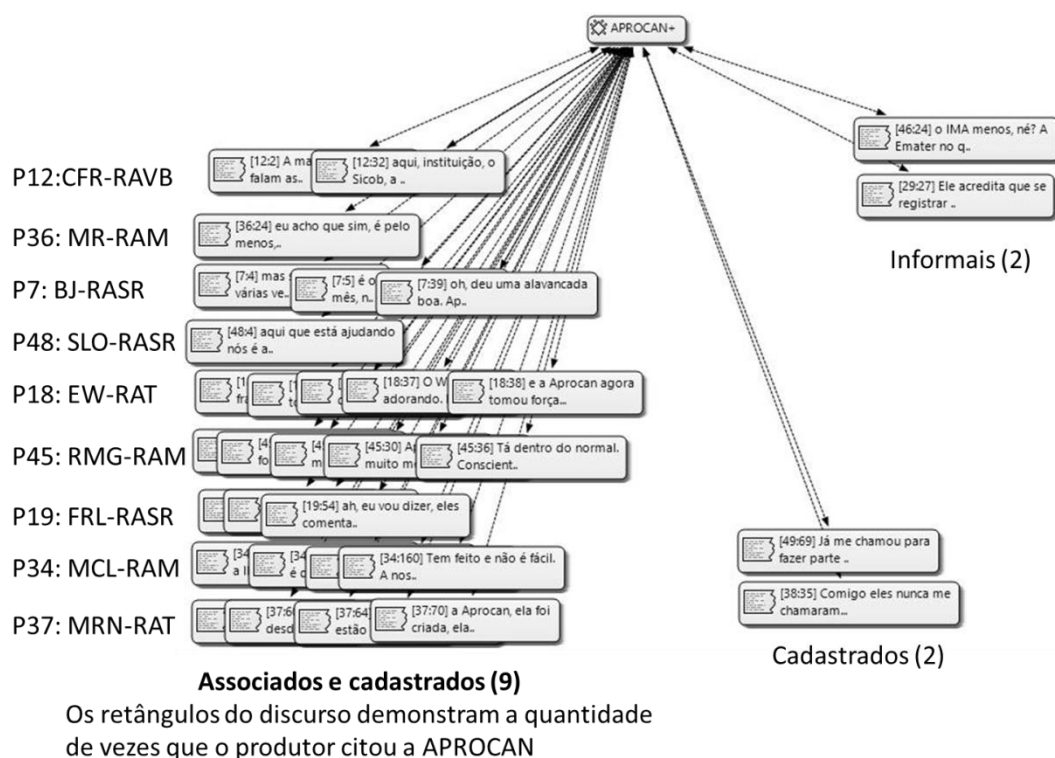 APROCAN+
[46:24] o IMA menos, né? A
Emater no q..
[29:27] Ele acredita que se
registrar ..
Informais (2)
P12:CFR-RAVB
[12:2] A ma
falam as..
[12:32] aqui, instituição, o
Sicob, a ..
P36: MR-RAM
[36:24] eu acho que sim, é pelo
menos,..
P7: BJ-RASR
[7:4] mas s
várias ve..
[7:5] é o
mês, n..
[7:39] oh, deu uma alavancada
boa. Ap..
P48: SLO-RASR
[48:4] aqui que está ajudando
nós é a..
P18: EW-RAT
[18:37] O W
adorando.
[18:38] e a Aprocan agora
tomou força...
P45: RMG-RAM
[45:30] A
muito m
[45:36] Tá dentro do normal.
Conscient..
P19: FRL-RASR
[19:54] ah, eu vou dizer, eles
comenta..
P34: MCL-RAM
[34:160] Tem feito e não é fácil.
A nos..
P37: MRN-RAT
[37:6
desd
[37:64]
estão
[37:70] a Aprocan, ela foi
criada, ela..
[49:69] Já me chamou para
fazer parte ..
[38:35] Comigo eles nunca me
chamaram...
Cadastrados (2)
Associados e cadastrados (9)
Os retângulos do discurso demonstram a quantidade
de vezes que o produtor citou a APROCAN